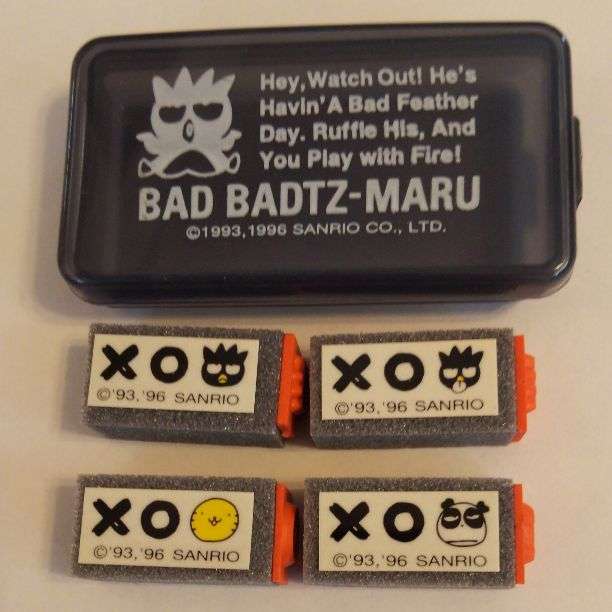 Hey, Watch Out! He's
Havin' A Bad Feather
Day. Ruffle His, And
You Play with Fire!
BAD BADTZ-MARU
©1993,1996 SANRIO CO., LTD.
XO
©'93,'96 SANRIO
XO
©'93,'96 SANRIO
XO
©'93,'96 SANRIO
XO
©'93,'96 SANRIO